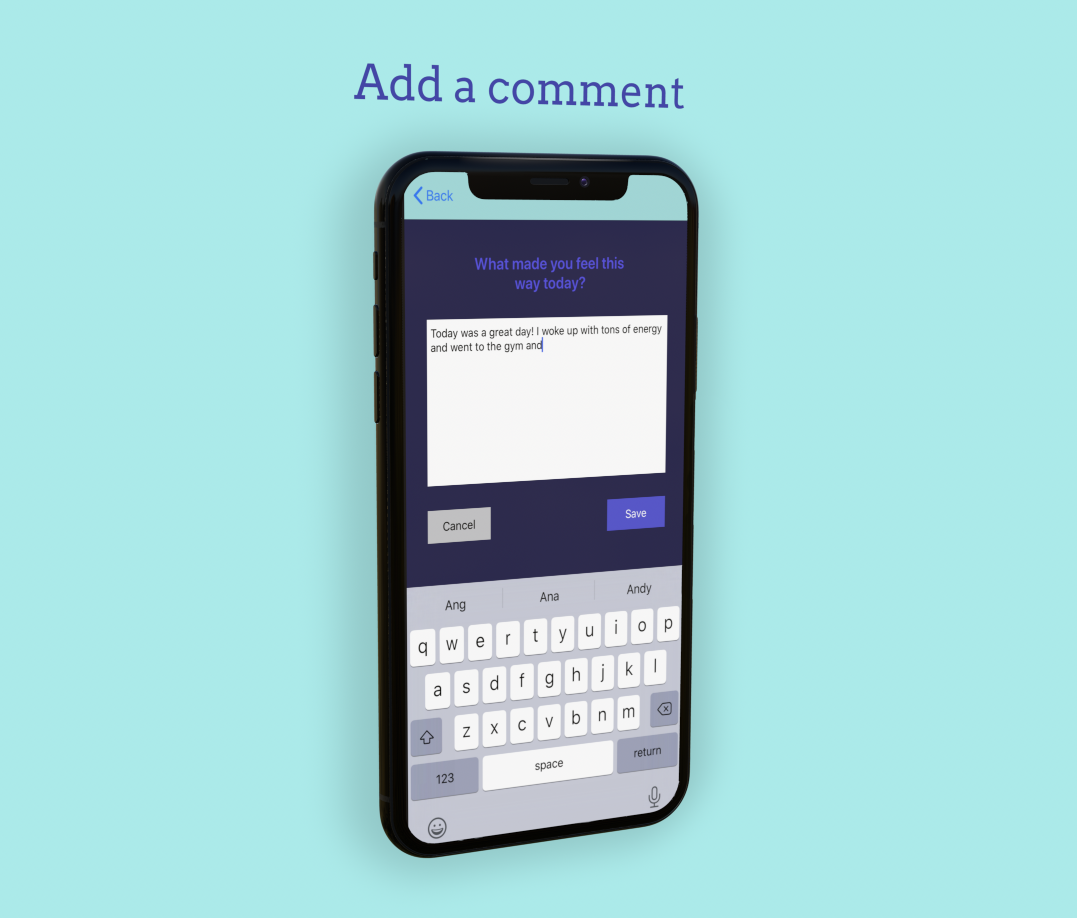 Add a comment
Back
What made you feel this
way today?
Today was a great day! I woke up with tons of energy
and went to the gym and
Cancel
Save
Ang
Ana
Andy
q w e r t y u i o p
a s d f g h j k l
z x c v b n m
123
space
return